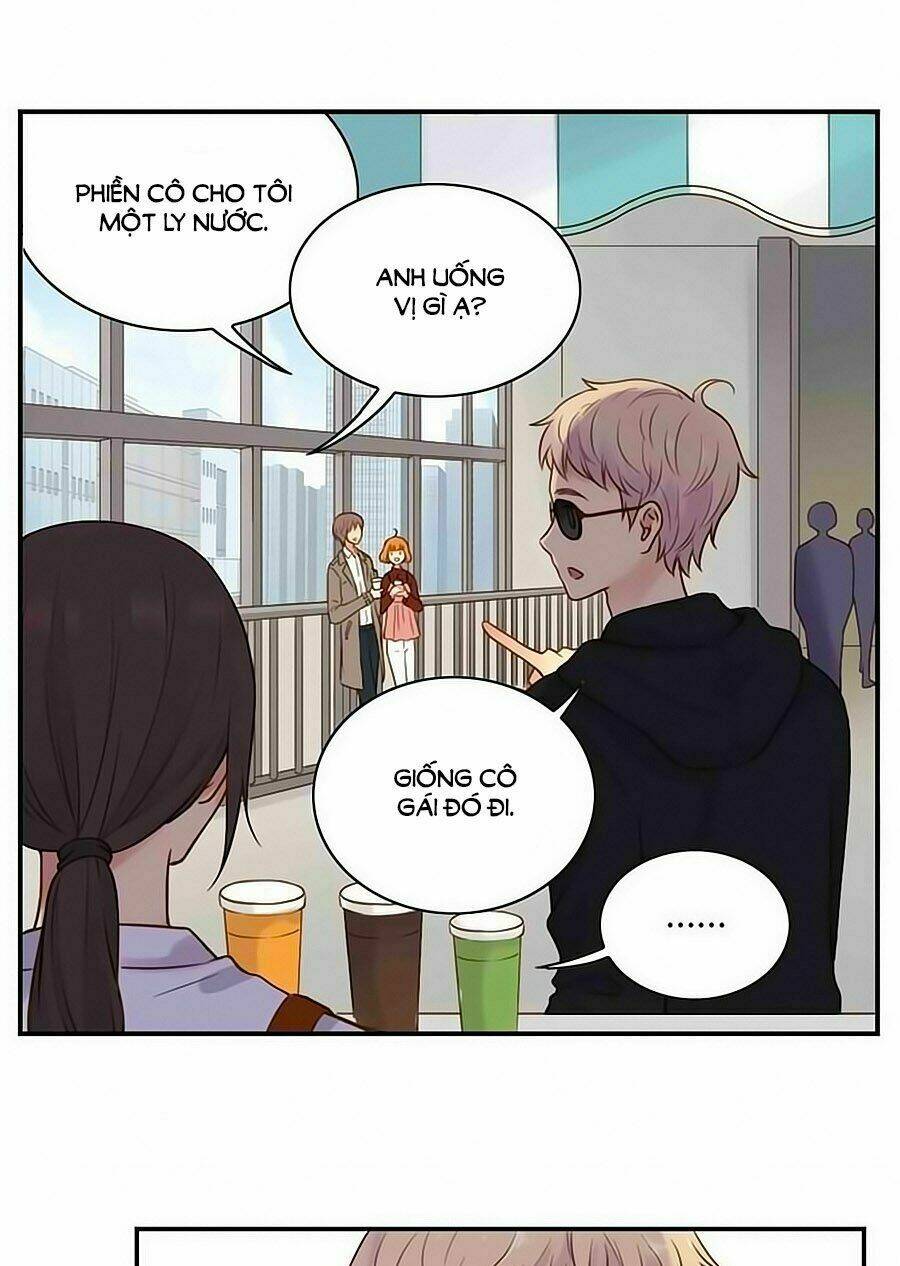 PHIỀN CÔ CHO TÔI
MỘT LY NƯỚC.
ANH UỐNG
VỊ GÌ Ạ?
GIỐNG CÔ
GÁI ĐÓ ĐI.
......